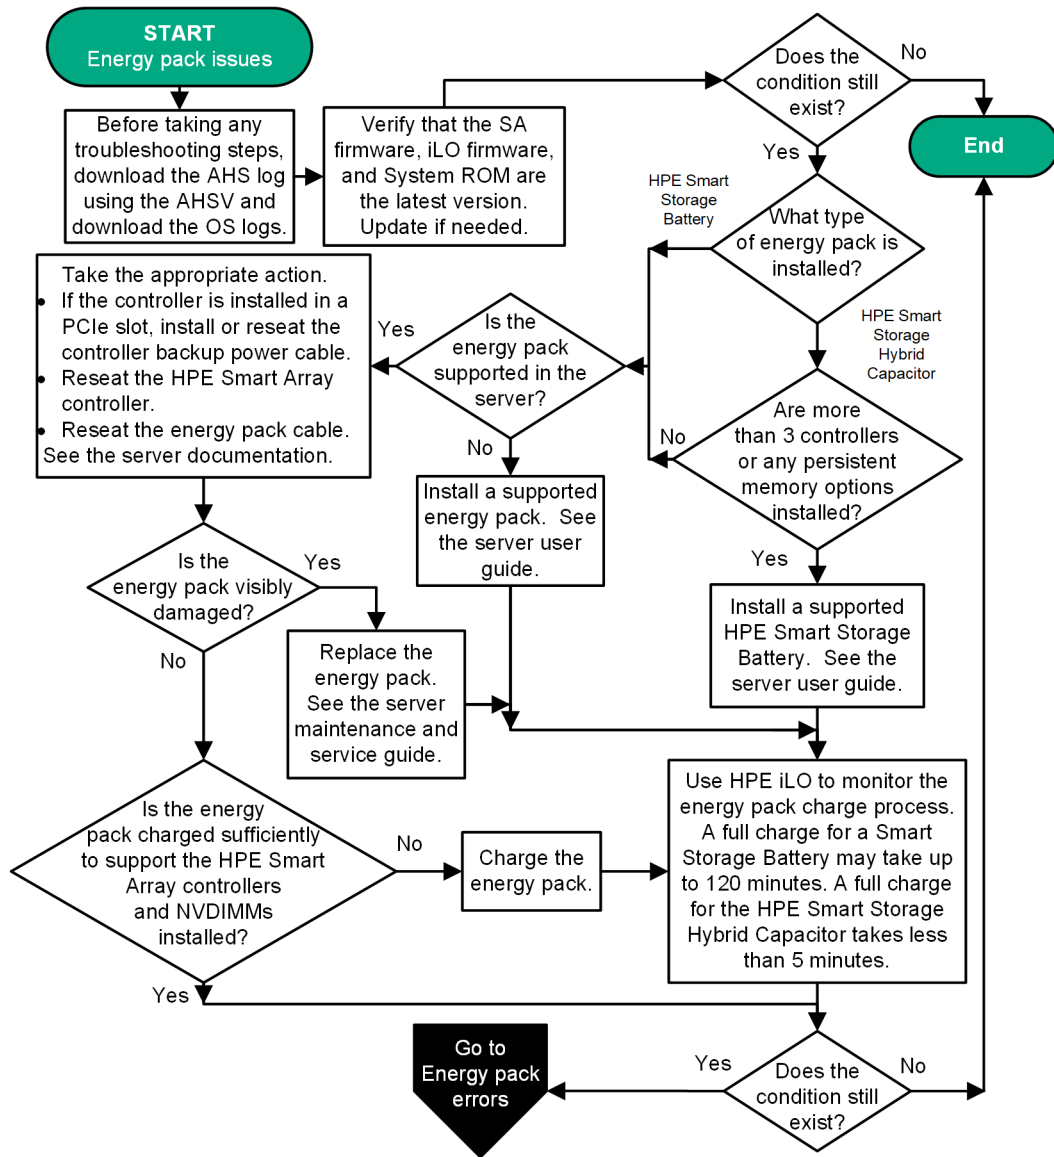 START
Energy pack issues
Before taking any
troubleshooting steps,
download the AHS log
using the AHSV and
download the OS logs.
Verify that the SA
firmware, iLO firmware,
and System ROM are
the latest version.
Update if needed.
Does the
condition still
exist?
No
End
Yes
HPE Smart
Storage
Battery
What type
of energy pack is
installed?
HPE Smart
Storage
Hybrid
Capacitor
Are more
than 3 controllers
or any persistent
memory options
installed?
No
Yes
Is the
energy pack
supported in the
server?
Yes
No
Take the appropriate action.
• If the controller is installed in a
PCIe slot, install or reseat the
controller backup power cable.
• Reseat the HPE Smart Array
controller.
• Reseat the energy pack cable.
See the server documentation.
Install a supported
energy pack. See
the server user
guide.
Install a supported
HPE Smart Storage
Battery. See the
server user guide.
Is the
energy pack visibly
damaged?
Yes
No
Replace the
energy pack.
See the server
maintenance and
service guide.
Is the energy
pack charged sufficiently
to support the HPE Smart
Array controllers
and NVDIMMs
installed?
No
Yes
Charge the
energy pack.
Use HPE iLO to monitor the
energy pack charge process.
A full charge for a Smart
Storage Battery may take up
to 120 minutes. A full charge
for the HPE Smart Storage
Hybrid Capacitor takes less
than 5 minutes.
Does the
condition still
exist?
Yes
No
Go to
Energy pack
errors